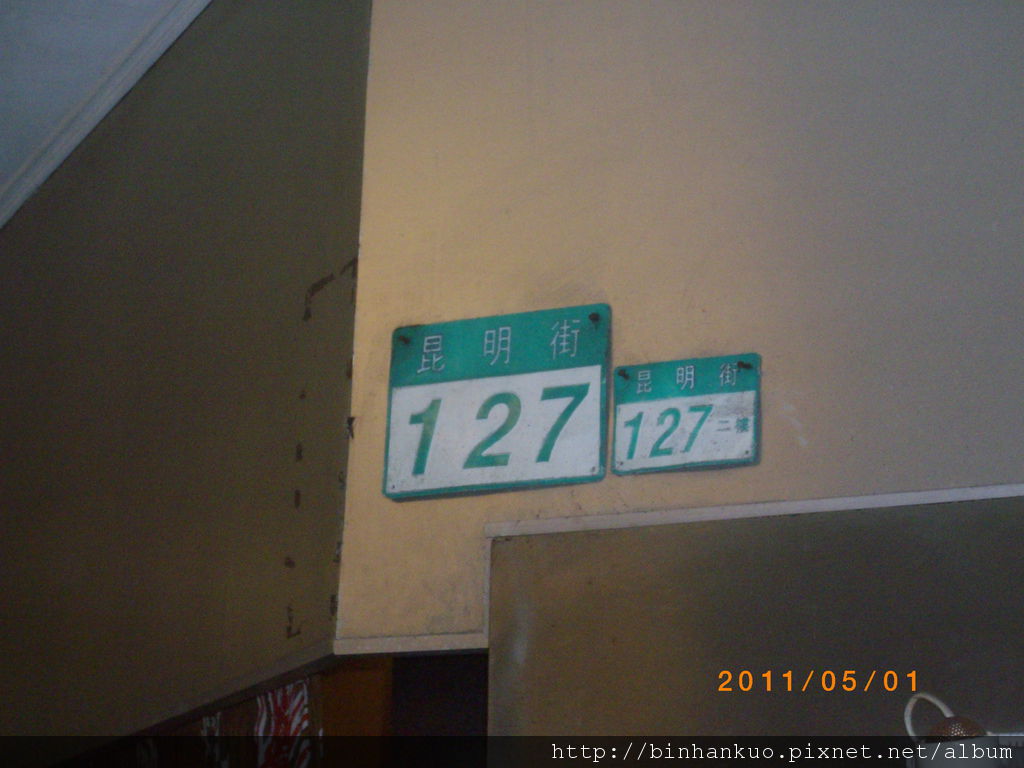 昆明街
127
昆明街
127 二樓
2011/05/01
http://binhankuo.pixnet.net/album